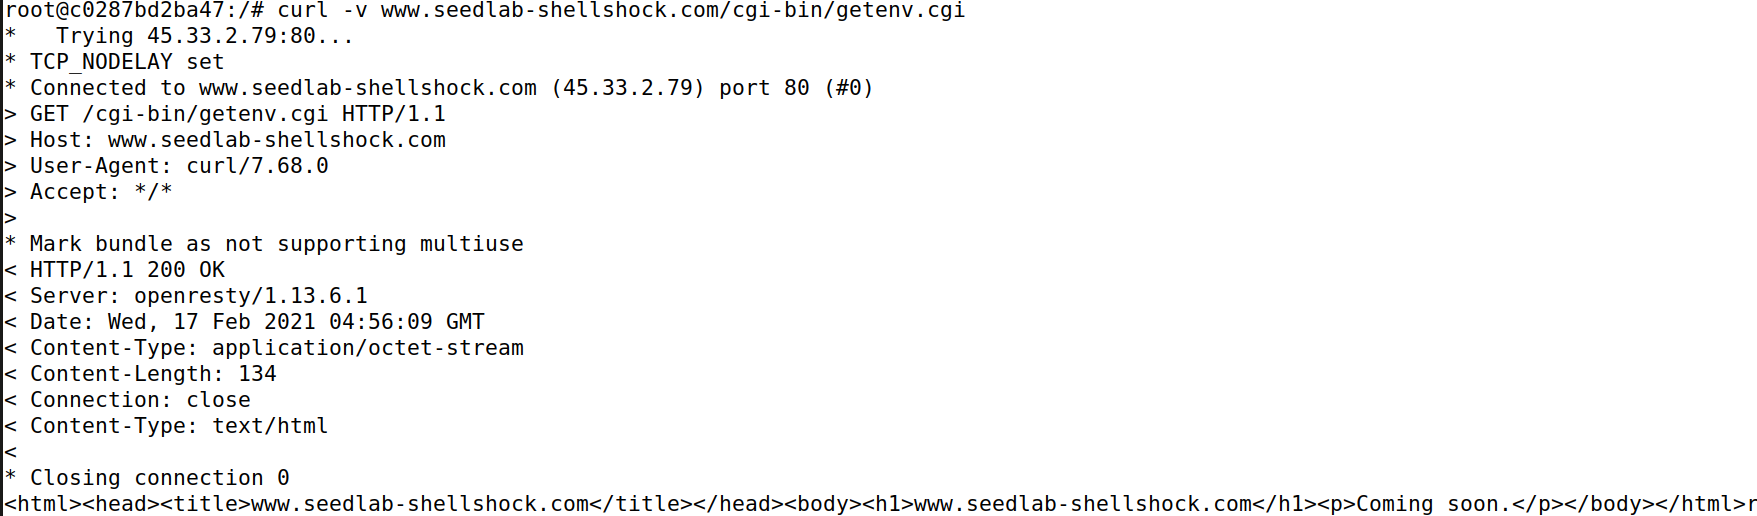 root@c0287bd2ba47:/# curl -v www.seedlab-shellshock.com/cgi-bin/getenv.cgi
*   Trying 45.33.2.79:80...
* TCP_NODELAY set
* Connected to www.seedlab-shellshock.com (45.33.2.79) port 80 (#0)
> GET /cgi-bin/getenv.cgi HTTP/1.1
> Host: www.seedlab-shellshock.com
> User-Agent: curl/7.68.0
> Accept: */*
>
* Mark bundle as not supporting multiuse
< HTTP/1.1 200 OK
< Server: openresty/1.13.6.1
< Date: Wed, 17 Feb 2021 04:56:09 GMT
< Content-Type: application/octet-stream
< Content-Length: 134
< Connection: close
< Content-Type: text/html
<
* Closing connection 0
<html><head><title>www.seedlab-shellshock.com</title></head><body><h1>www.seedlab-shellshock.com</h1><p>Coming soon.</p></body></html>r